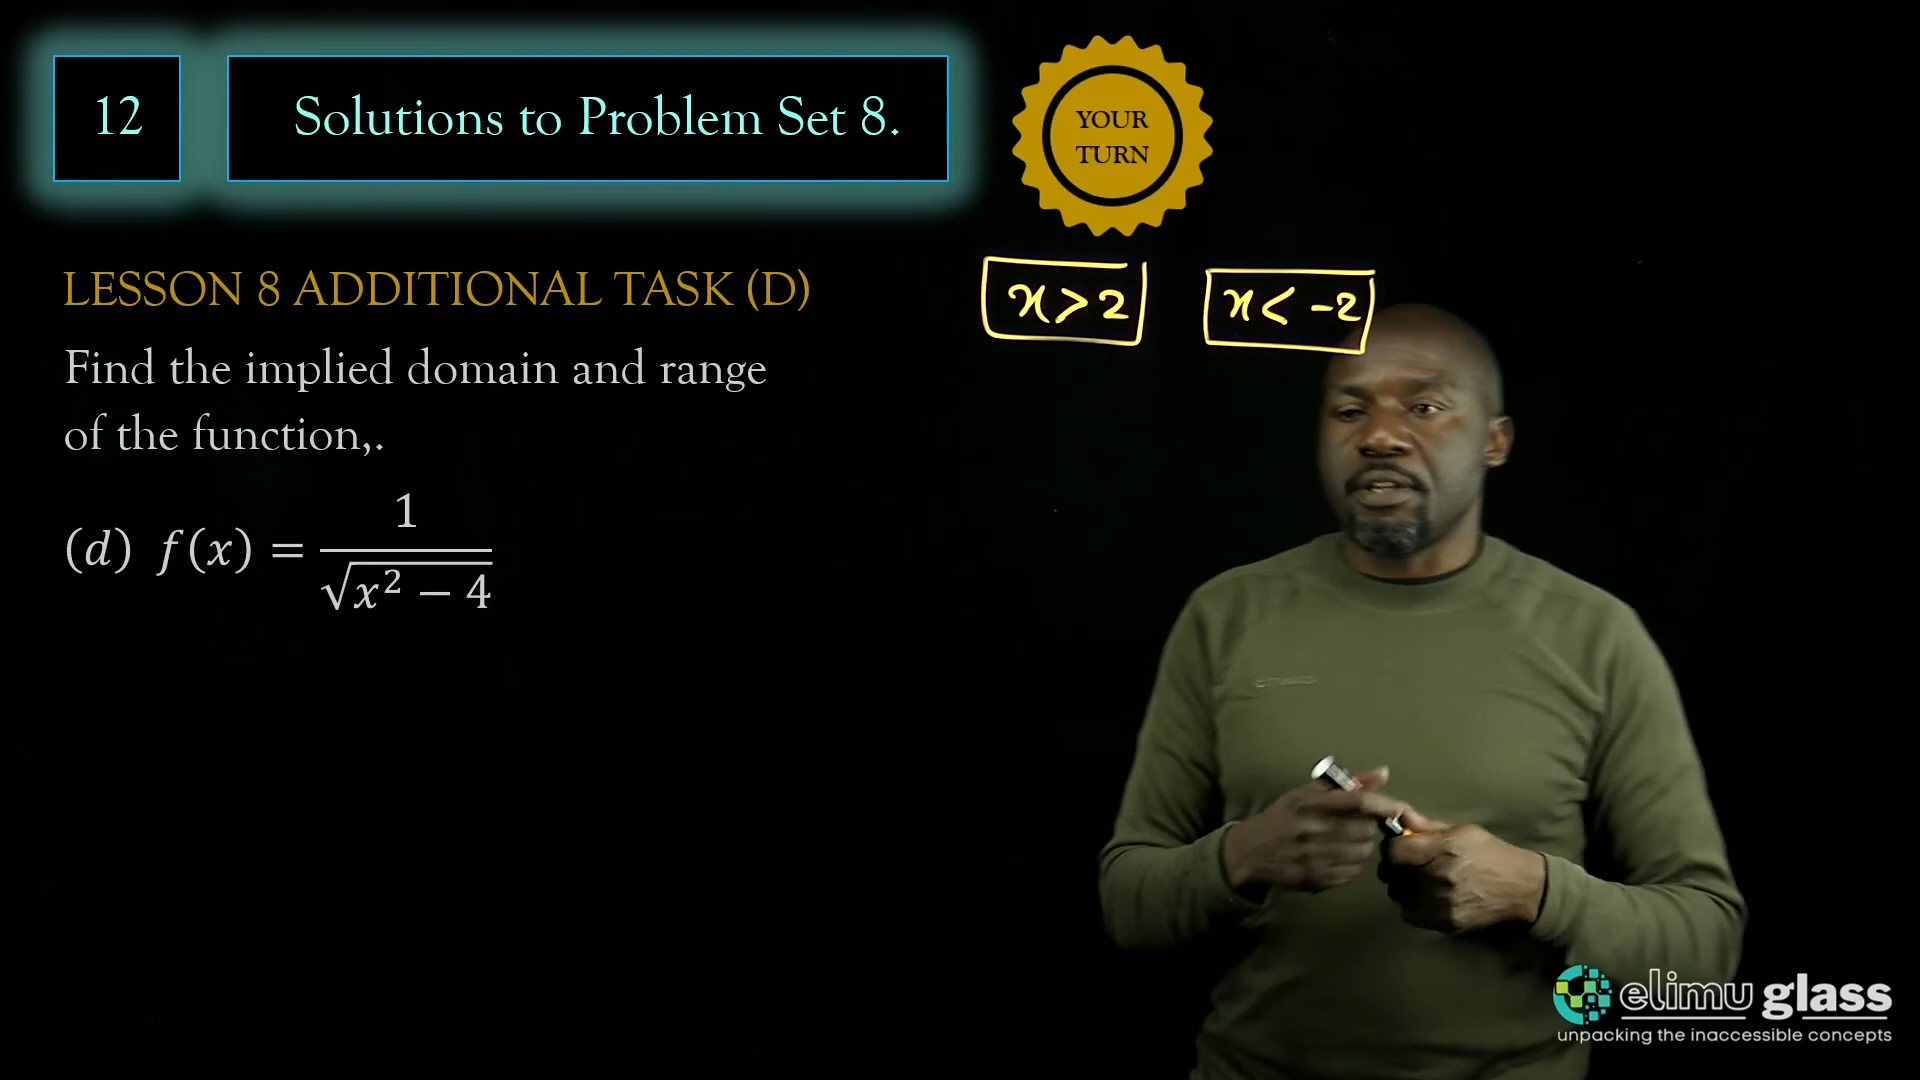 12
Solutions to Problem Set 8.
YOUR
TURN
LESSON 8 ADDITIONAL TASK (D)
Find the implied domain and range
of the function,.
(d) f(x) = 1/√(x² − 4)
x > 2
x < -2
elimu glass
unpacking the inaccessible concepts